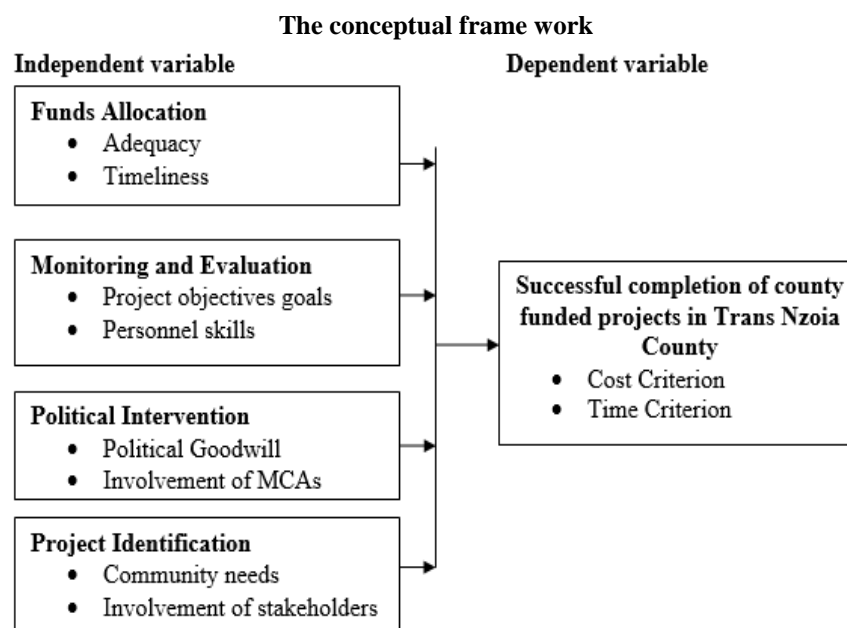 The conceptual frame work
Independent variable
Dependent variable
Funds Allocation
• Adequacy
• Timeliness
Monitoring and Evaluation
• Project objectives goals
• Personnel skills
Political Intervention
• Political Goodwill
• Involvement of MCAs
Project Identification
• Community needs
• Involvement of stakeholders
Successful completion of county
funded projects in Trans Nzoia
County
• Cost Criterion
• Time Criterion